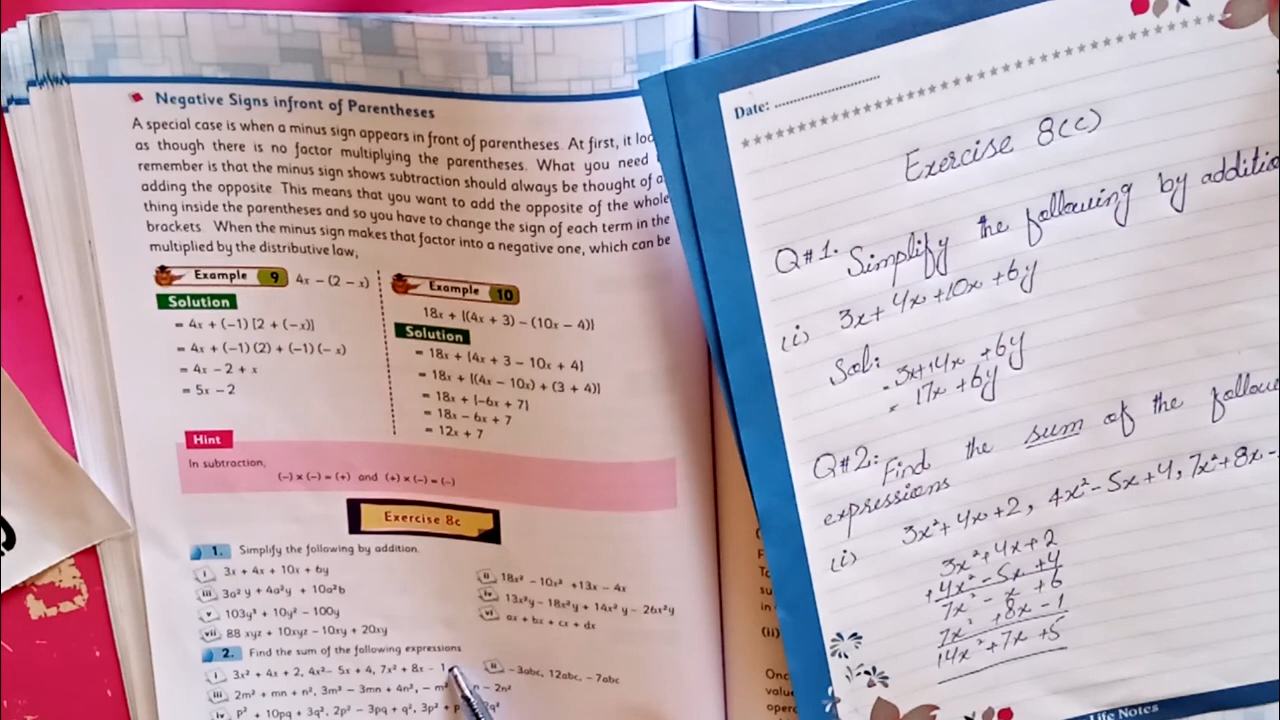 Negative Signs infront of Parentheses
A special case is when a minus sign appears in front of parentheses. At first, it
as though there is no factor multiplying the parentheses. What you need
remember is that the minus sign shows subtraction should always be thought of
adding the opposite. This means that you want to add the opposite of the whole
thing inside the parentheses and so you have to change the sign of each term in the
brackets. When the minus sign makes that factor into a negative one, which can be
multiplied by the distributive law,
Example 9 4x – (2 – x)
Solution
= 4x + (–1) [2 + (–x)]
= 4x + (–1) (2) + (–1) (– x)
= 4x – 2 + x
= 5x – 2
Example 10
18x + [(4x + 3) – (10x – 4)]
Solution
= 18x + [4x + 3 – 10x + 4]
= 18x + [(4x – 10x) + (3 + 4)]
= 18x + [–6x + 7]
= 18x – 6x + 7
= 12x + 7
Hint
In subtraction,
(–) × (–) = (+) and (+) × (–) = (–)
Exercise 8c
1. Simplify the following by addition.
i 3x + 4x + 10x + 6y
ii 18x² – 10x² +13x – 4x
iii 3a²y + 4a²y + 10a²b
iv 13x²y – 18x²y + 14x²y – 26x²y
v 103y³ + 10y² – 100y
vi ax + bx + cx + dx
vii 88 xyz + 10xyz – 10xy + 20xy
2. Find the sum of the following expressions
i 3x² + 4x + 2, 4x² – 5x + 4, 7x² + 8x – 1
ii – 3abc, 12abc, – 7abc
iii 2m² + mn + n², 3m² – 3mn + 4n², – m² – 2n²
iv p² + 10pq + 3q², 2p² – 3pq + q², 3p² +
Date:
Exercise 8(c)
Q#1. Simplify the following by
(i) 3x + 4x + 10x + 6y
Sol:
= 3x + 14x + 6y
= 17x + 6y
Q#2: Find the sum of the
expressions
(i) 3x² + 4x + 2, 4x² - 5x + 4, 7x² + 8x -
3x² + 4x + 2
+ 4x² - 5x + 4
7x² - x + 6
7x² + 8x - 1
14x² + 7x + 5
Life Notes
(ii)
Onc